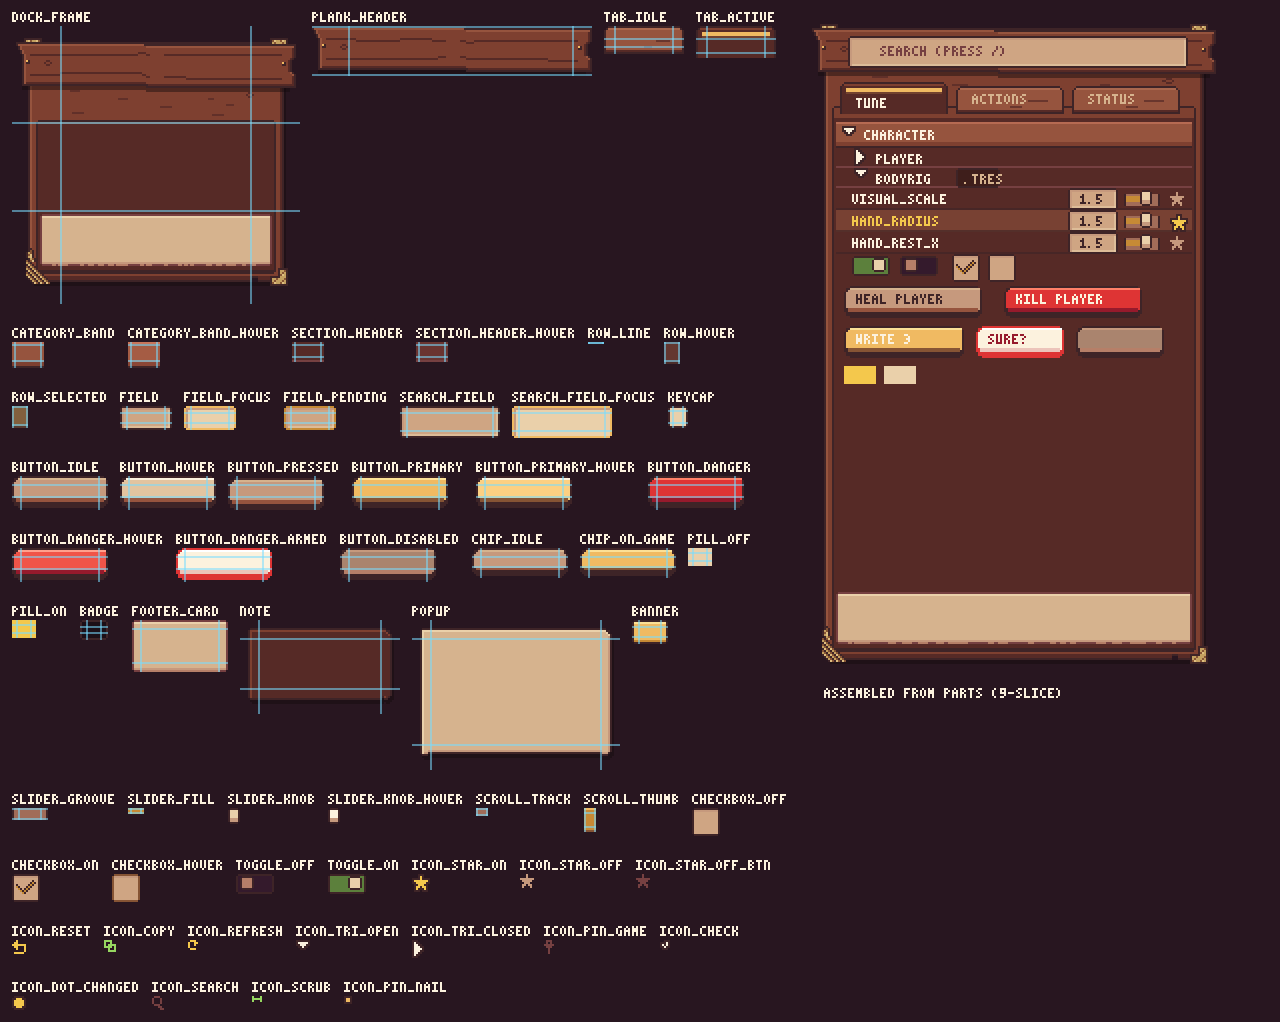 DOCK_FRAME
PLANK_HEADER
TAB_IDLE
TAB_ACTIVE
SEARCH (PRESS /)
TUNE
ACTIONS
STATUS
CHARACTER
PLAYER
BODYRIG
.TRES
VISUAL_SCALE
1.5
HAND_RADIUS
1.5
HAND_REST_X
1.5
HEAL PLAYER
KILL PLAYER
WRITE 3
SURE?
ASSEMBLED FROM PARTS (9-SLICE)
CATEGORY_BAND
CATEGORY_BAND_HOVER
SECTION_HEADER
SECTION_HEADER_HOVER
ROW_LINE
ROW_HOVER
ROW_SELECTED
FIELD
FIELD_FOCUS
FIELD_PENDING
SEARCH_FIELD
SEARCH_FIELD_FOCUS
KEYCAP
BUTTON_IDLE
BUTTON_HOVER
BUTTON_PRESSED
BUTTON_PRIMARY
BUTTON_PRIMARY_HOVER
BUTTON_DANGER
BUTTON_DANGER_HOVER
BUTTON_DANGER_ARMED
BUTTON_DISABLED
CHIP_IDLE
CHIP_ON_GAME
PILL_OFF
PILL_ON
BADGE
FOOTER_CARD
NOTE
POPUP
BANNER
SLIDER_GROOVE
SLIDER_FILL
SLIDER_KNOB
SLIDER_KNOB_HOVER
SCROLL_TRACK
SCROLL_THUMB
CHECKBOX_OFF
CHECKBOX_ON
CHECKBOX_HOVER
TOGGLE_OFF
TOGGLE_ON
ICON_STAR_ON
ICON_STAR_OFF
ICON_STAR_OFF_BTN
ICON_RESET
ICON_COPY
ICON_REFRESH
ICON_TRI_OPEN
ICON_TRI_CLOSED
ICON_PIN_GAME
ICON_CHECK
ICON_DOT_CHANGED
ICON_SEARCH
ICON_SCRUB
ICON_PIN_NAIL